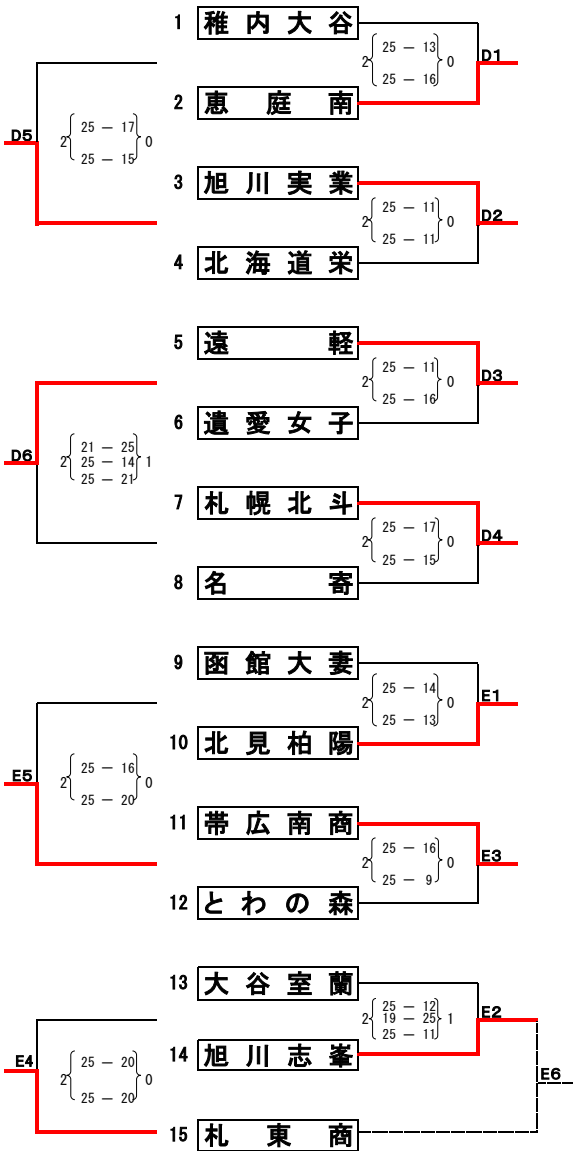 1 稚内大谷
2 25 － 13 0 D1
25 － 16
2 恵庭南
D5 2 25 － 17 0
25 － 15
3 旭川実業
2 25 － 11 0 D2
25 － 11
4 北海道栄
5 遠軽
2 25 － 11 0 D3
25 － 16
6 遺愛女子
D6 21 － 25
2 25 － 14 1
25 － 21
7 札幌北斗
2 25 － 17 0 D4
25 － 15
8 名寄
9 函館大妻
2 25 － 14 0 E1
25 － 13
10 北見柏陽
E5 2 25 － 16 0
25 － 20
11 帯広南商
2 25 － 16 0 E3
25 － 9
12 とわの森
13 大谷室蘭
25 － 12 E2
2 19 － 25 1
25 － 11
14 旭川志峯
E4 2 25 － 20 0
25 － 20
E6
15 札東商